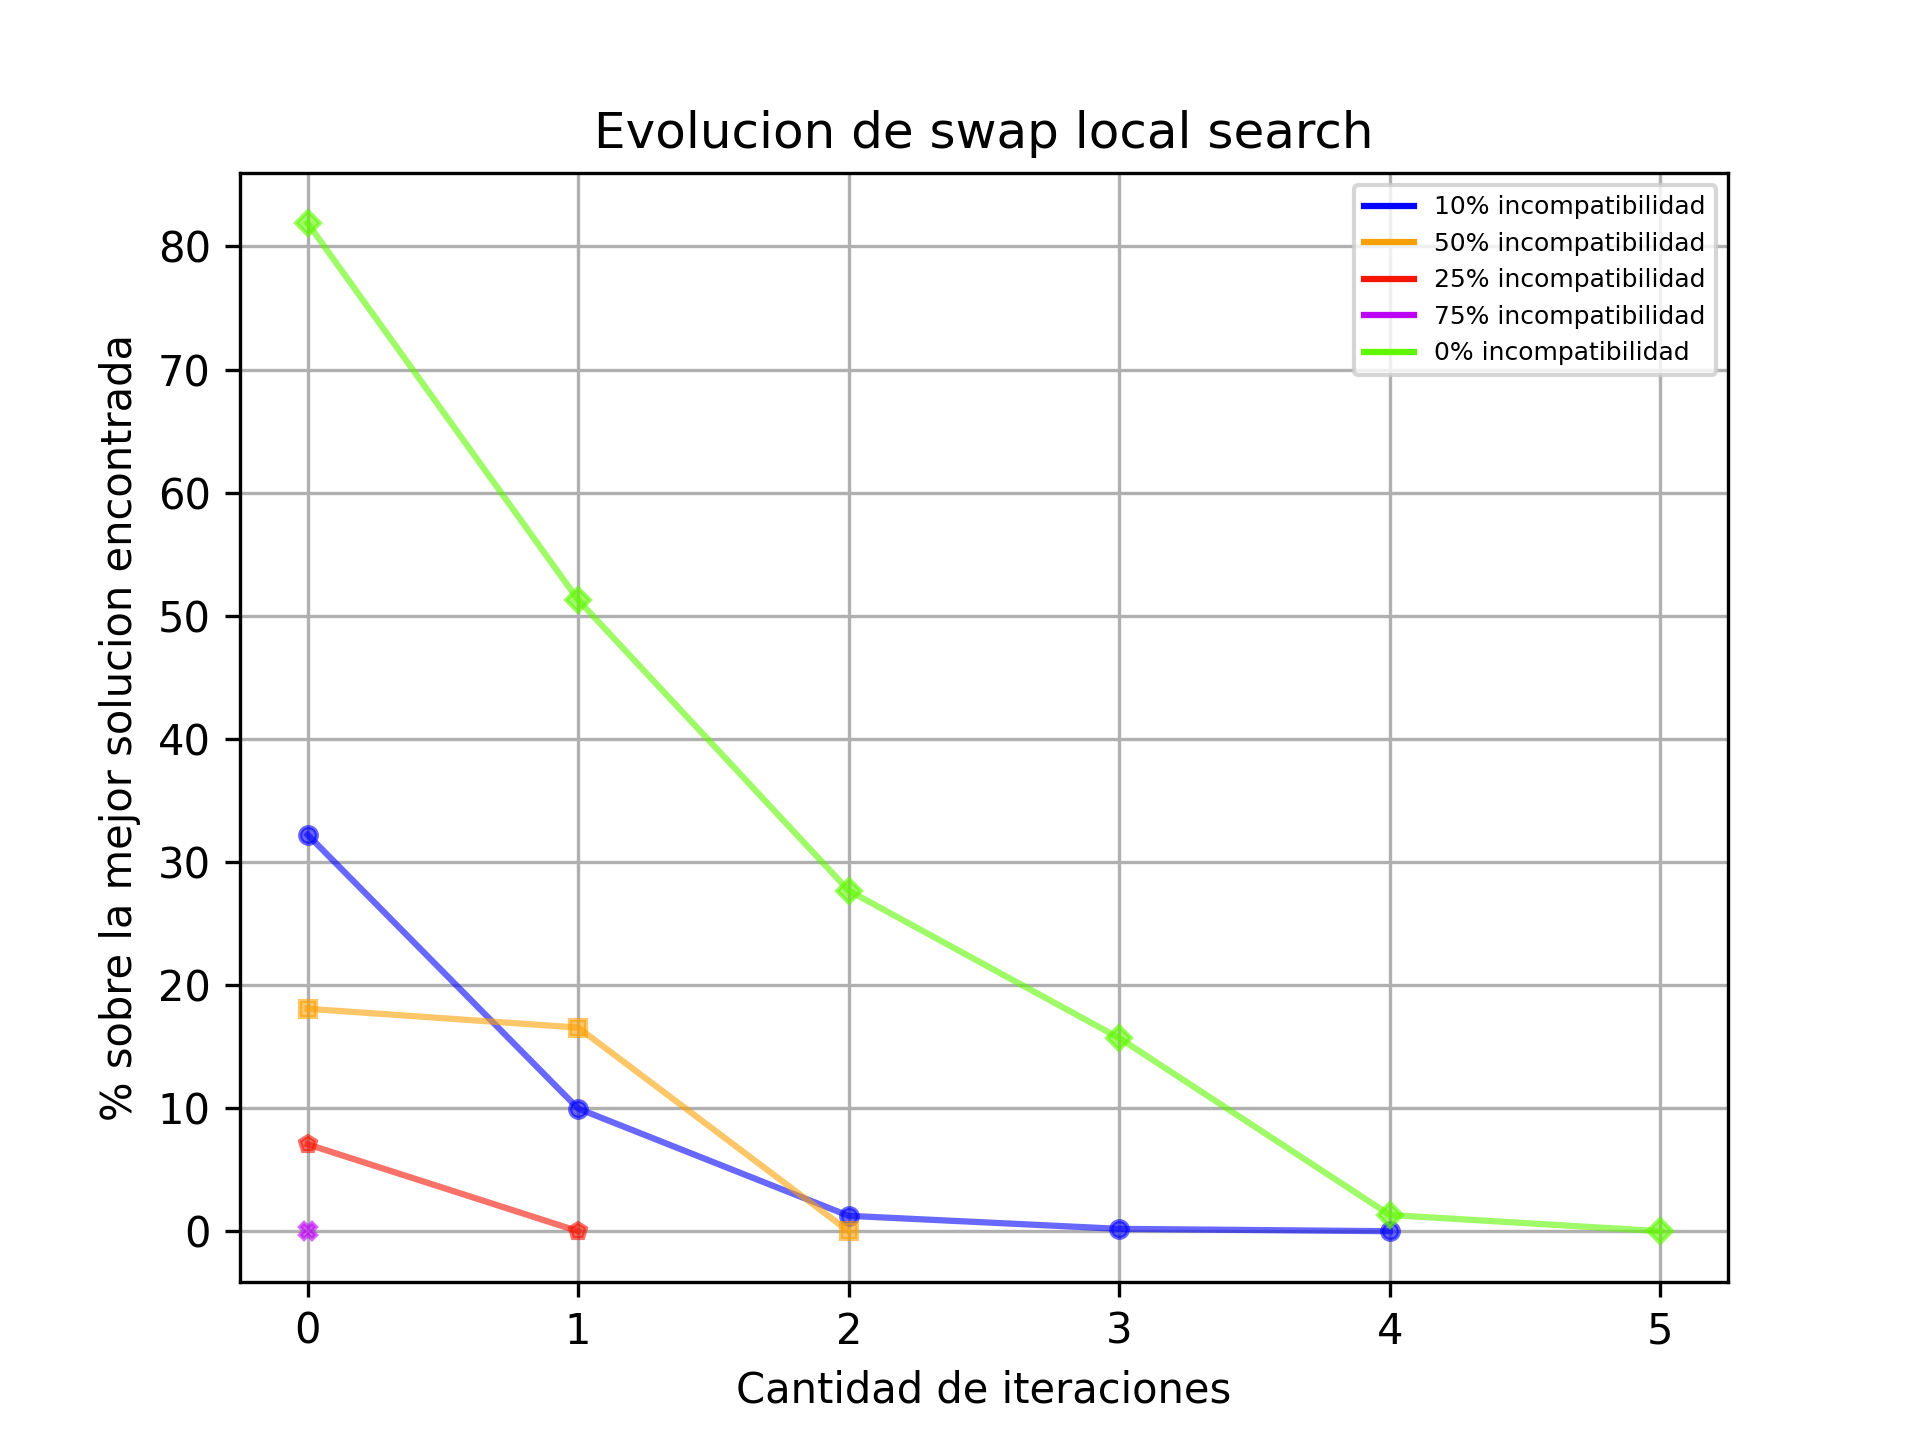 Evolucion de swap local search
10% incompatibilidad
50% incompatibilidad
25% incompatibilidad
75% incompatibilidad
0% incompatibilidad
% sobre la mejor solucion encontrada
80
70
60
50
40
30
20
10
0
0 1 2 3 4 5
Cantidad de iteraciones